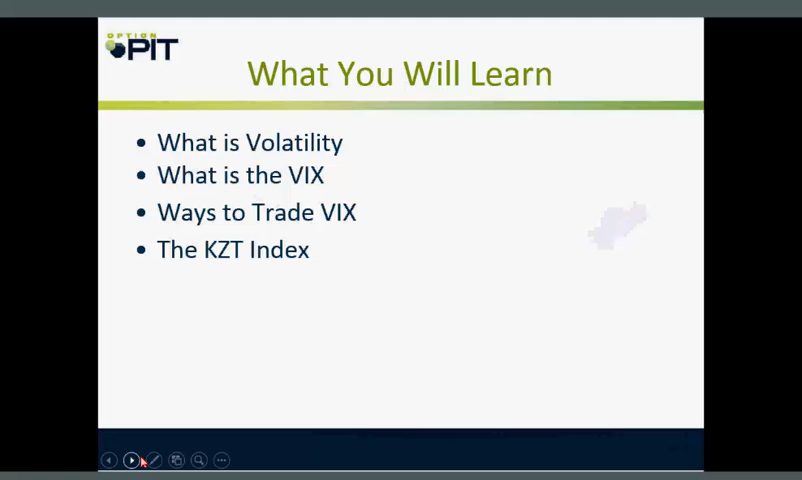 OPTION
PIT
What You Will Learn
• What is Volatility
• What is the VIX
• Ways to Trade VIX
• The KZT Index